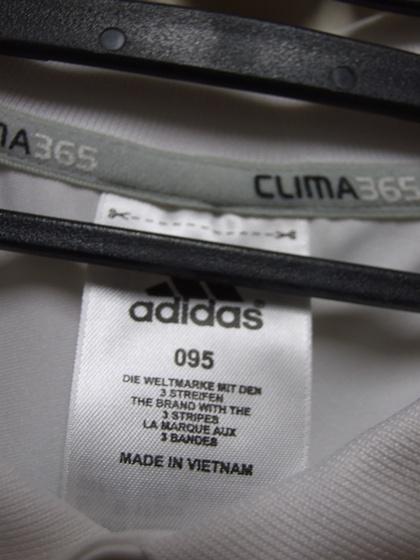 CLIMA365
CLIMA365
adidas
095
DIE WELTMARKE MIT DEN
3 STREIFEN
THE BRAND WITH THE
3 STRIPES
LA MARQUE AUX
3 BANDES
MADE IN VIETNAM